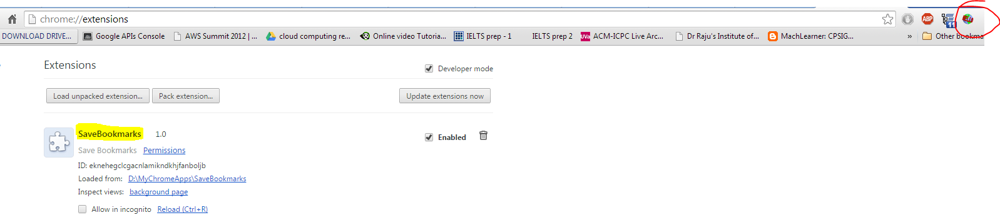 chrome://extensions
ABP
11
DOWNLOAD DRIVE... Google APIs Console AWS Summit 2012 | ... cloud computing re... Online video Tutoria... IELTS prep - 1 IELTS prep 2 UVa ACM-ICPC Live Arc... Dr Raju's Institute of... MachLearner: CPSIG... » Other bookma
Extensions
Developer mode
Load unpacked extension... Pack extension... Update extensions now
SaveBookmarks 1.0 Enabled
Save Bookmarks Permissions
ID: eknehegclcgacnlamikndkhjfanboljb
Loaded from: D:\MyChromeApps\SaveBookmarks
Inspect views: background page
Allow in incognito Reload (Ctrl+R)